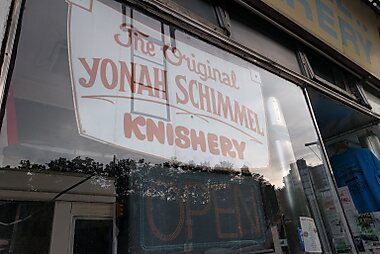 The Original
YONAH SCHIMMEL
KNISHERY
OPEN